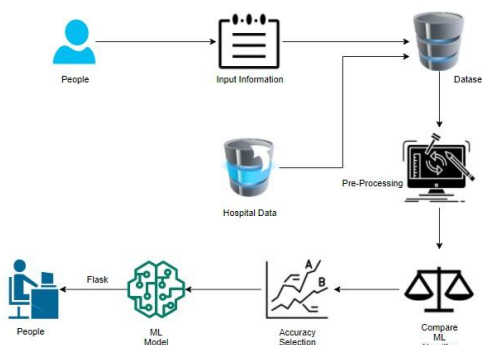 People
Input Information
Datase
Pre-Processing
Hospital Data
A
B
Flask
People
ML
Model
Accuracy
Selection
Compare
ML